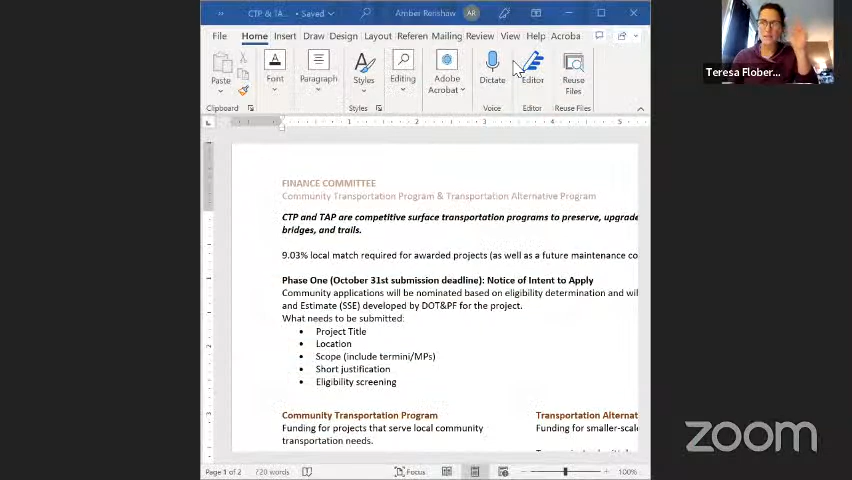 CTP & TA... • Saved
Amber Renshaw
AR
File Home Insert Draw Design Layout Referen Mailing Review View Help Acroba
Paste
Font
Paragraph
Styles
Editing
Adobe Acrobat
Dictate
Editor
Reuse Files
Clipboard
Styles
Voice
Editor
Reuse Files
1 2 3 4 5
FINANCE COMMITTEE
Community Transportation Program & Transportation Alternative Program
CTP and TAP are competitive surface transportation programs to preserve, upgrade
bridges, and trails.
9.03% local match required for awarded projects (as well as a future maintenance co
Phase One (October 31st submission deadline): Notice of Intent to Apply
Community applications will be nominated based on eligibility determination and wil
and Estimate (SSE) developed by DOT&PF for the project.
What needs to be submitted:
• Project Title
• Location
• Scope (include termini/MPs)
• Short justification
• Eligibility screening
Community Transportation Program
Funding for projects that serve local community
transportation needs.
Transportation Alternat
Funding for smaller-scale
Page 1 of 2 720 words
Focus
100%
Teresa Flober...
zoom